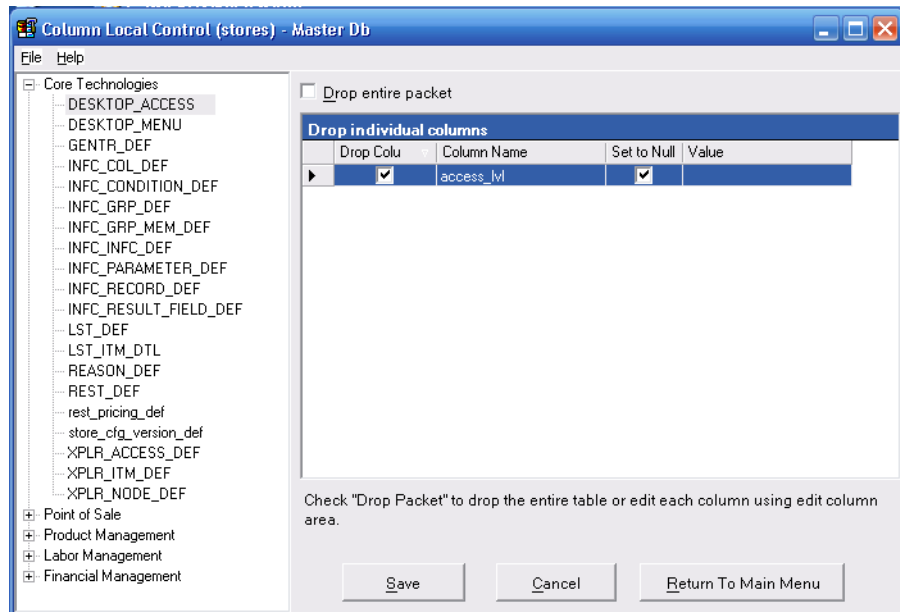 Column Local Control (stores) - Master Db
File Help
Core Technologies
DESKTOP_ACCESS
DESKTOP_MENU
GENTR_DEF
INFC_COL_DEF
INFC_CONDITION_DEF
INFC_GRP_DEF
INFC_GRP_MEM_DEF
INFC_INFC_DEF
INFC_PARAMETER_DEF
INFC_RECORD_DEF
INFC_RESULT_FIELD_DEF
LST_DEF
LST_ITM_DTL
REASON_DEF
REST_DEF
rest_pricing_def
store_cfg_version_def
XPLR_ACCESS_DEF
XPLR_ITM_DEF
XPLR_NODE_DEF
Point of Sale
Product Management
Labor Management
Financial Management
Drop entire packet
Drop individual columns
Drop Colu Column Name Set to Null Value
access_lvl
Check "Drop Packet" to drop the entire table or edit each column using edit column
area.
Save Cancel Return To Main Menu